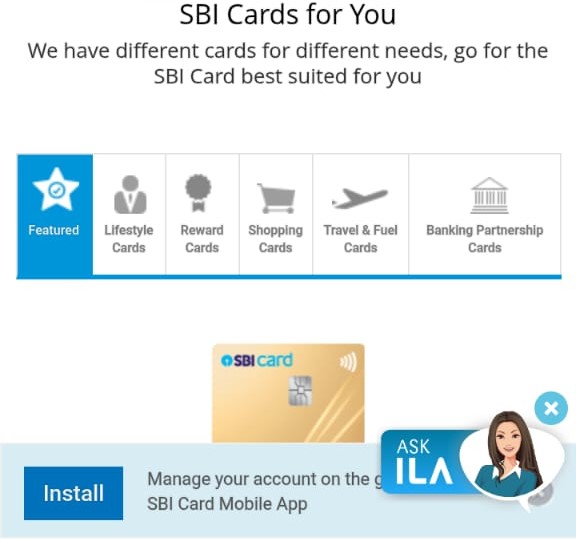 SBI Cards for You
We have different cards for different needs, go for the
SBI Card best suited for you
Featured
Lifestyle
Cards
Reward
Cards
Shopping
Cards
Travel & Fuel
Cards
Banking Partnership
Cards
SBI card
ASK
ILA
Install
Manage your account on the g
SBI Card Mobile App